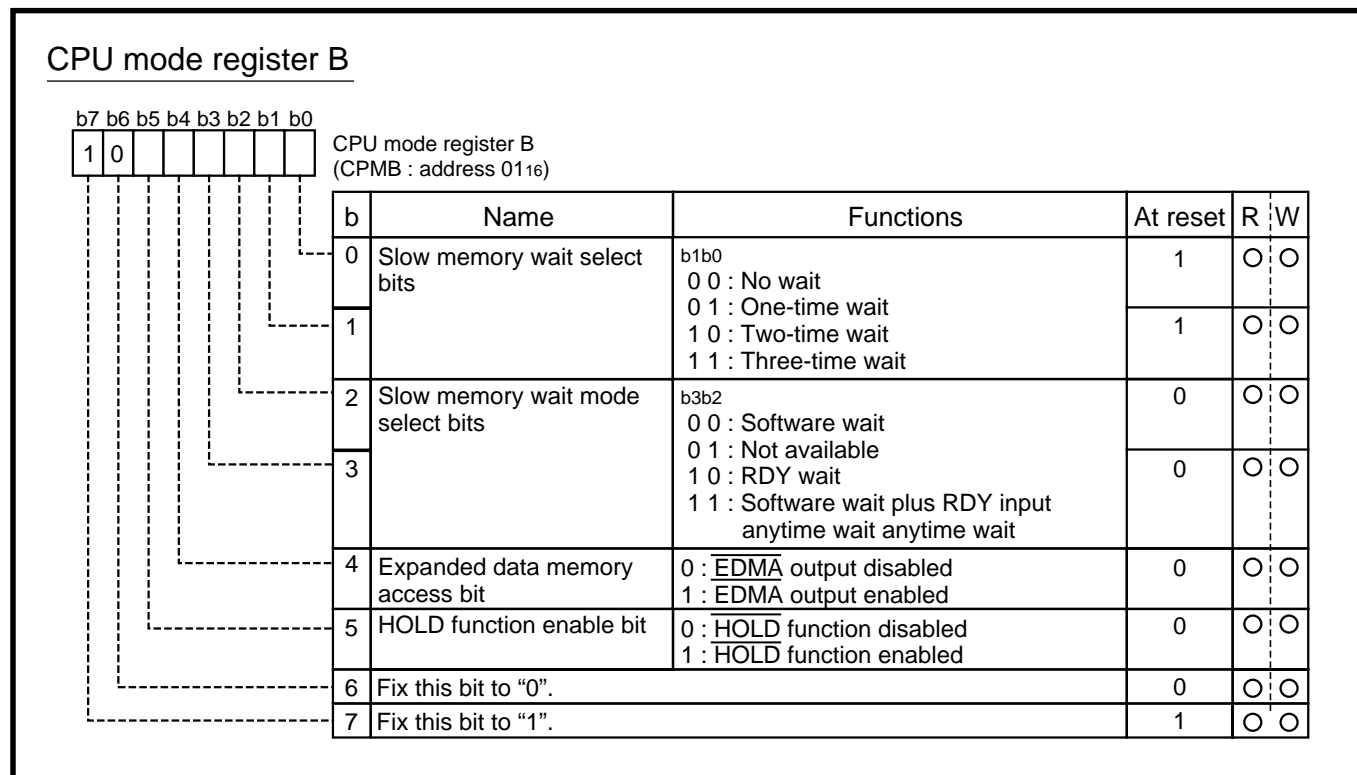 CPU mode register B
b7 b6 b5 b4 b3 b2 b1 b0
1 0
CPU mode register B
(CPMB : address 0116)
b Name Functions At reset R W
0 Slow memory wait select bits
b1b0
0 0 : No wait
0 1 : One-time wait
1 0 : Two-time wait
1 1 : Three-time wait
1
1 1
2 Slow memory wait mode select bits
b3b2
0 0 : Software wait
0 1 : Not available
1 0 : RDY wait
1 1 : Software wait plus RDY input
anytime wait anytime wait
0
3 0
4 Expanded data memory access bit
0 : EDMA output disabled
1 : EDMA output enabled
0
5 HOLD function enable bit
0 : HOLD function disabled
1 : HOLD function enabled
0
6 Fix this bit to “0”. 0
7 Fix this bit to “1”. 1